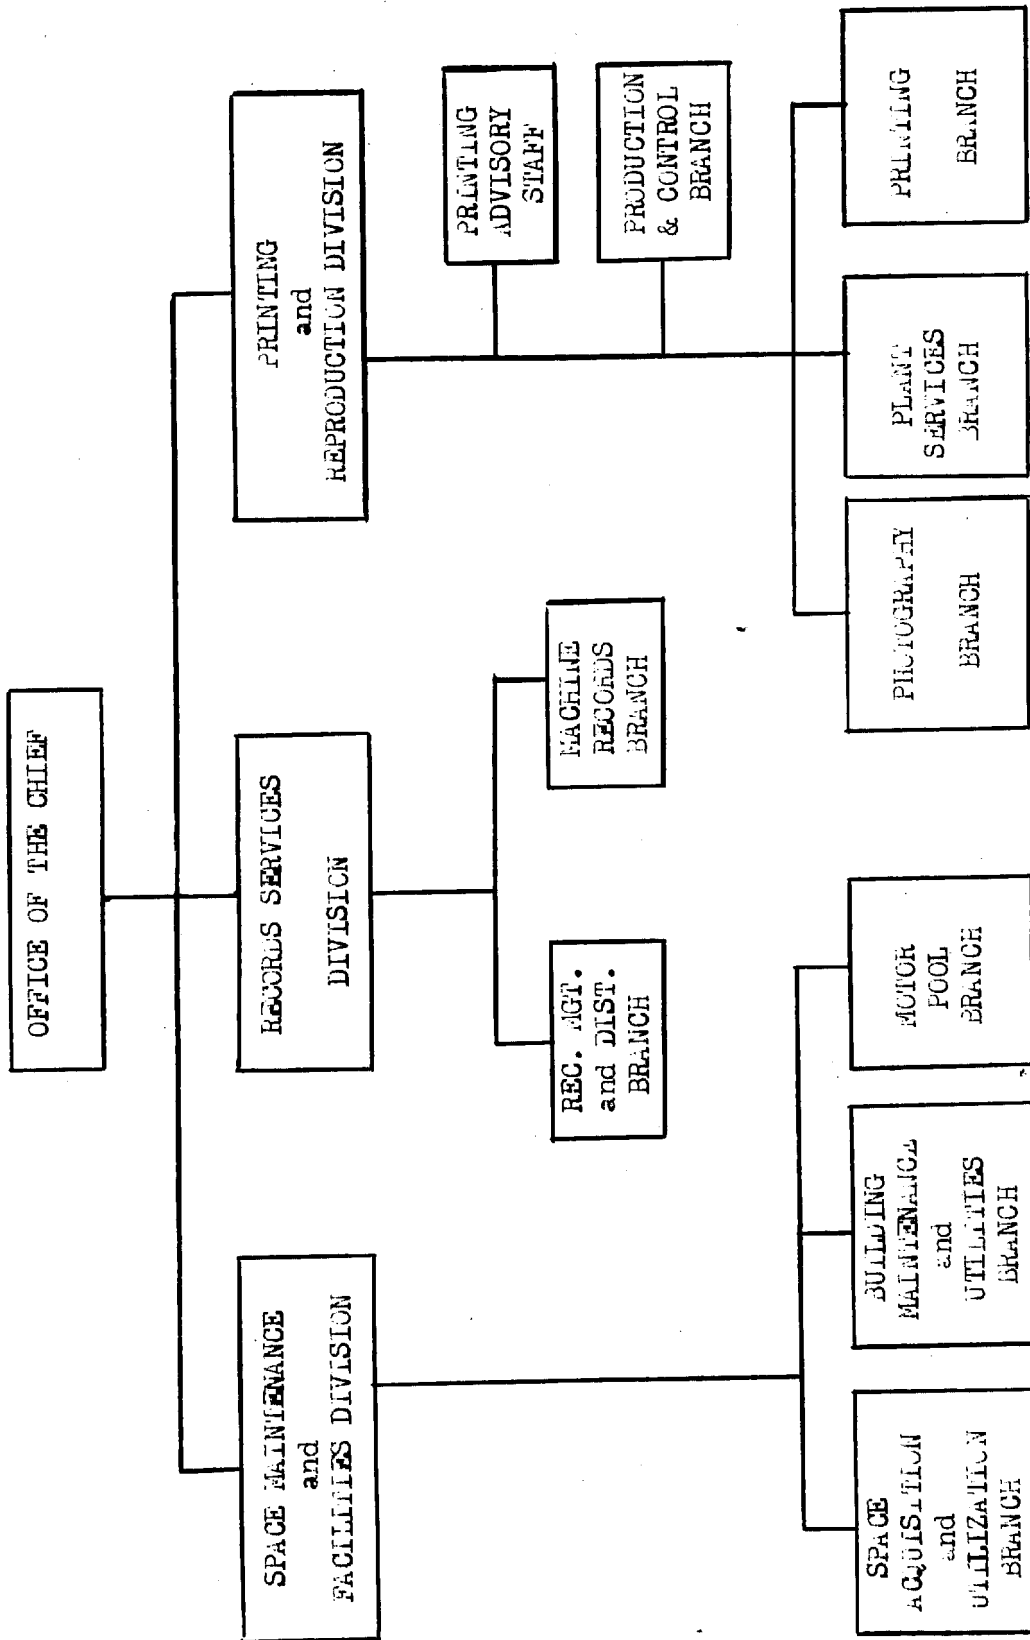 OFFICE OF THE CHIEF
SPACE MAINTENANCE
and
FACILITIES DIVISION
RECORDS SERVICES
DIVISION
PRINTING
and
REPRODUCTION DIVISION
REC. MGT.
and DIST.
BRANCH
MACHINE
RECORDS
BRANCH
PRINTING
ADVISORY
STAFF
PRODUCTION
& CONTROL
BRANCH
SPACE
ACQUISITION
and
UTILIZATION
BRANCH
BUILDING
MAINTENANCE
and
UTILITIES
BRANCH
MOTOR
POOL
BRANCH
PHOTOGRAPHY
BRANCH
PLANT
SERVICES
BRANCH
PRINTING
BRANCH